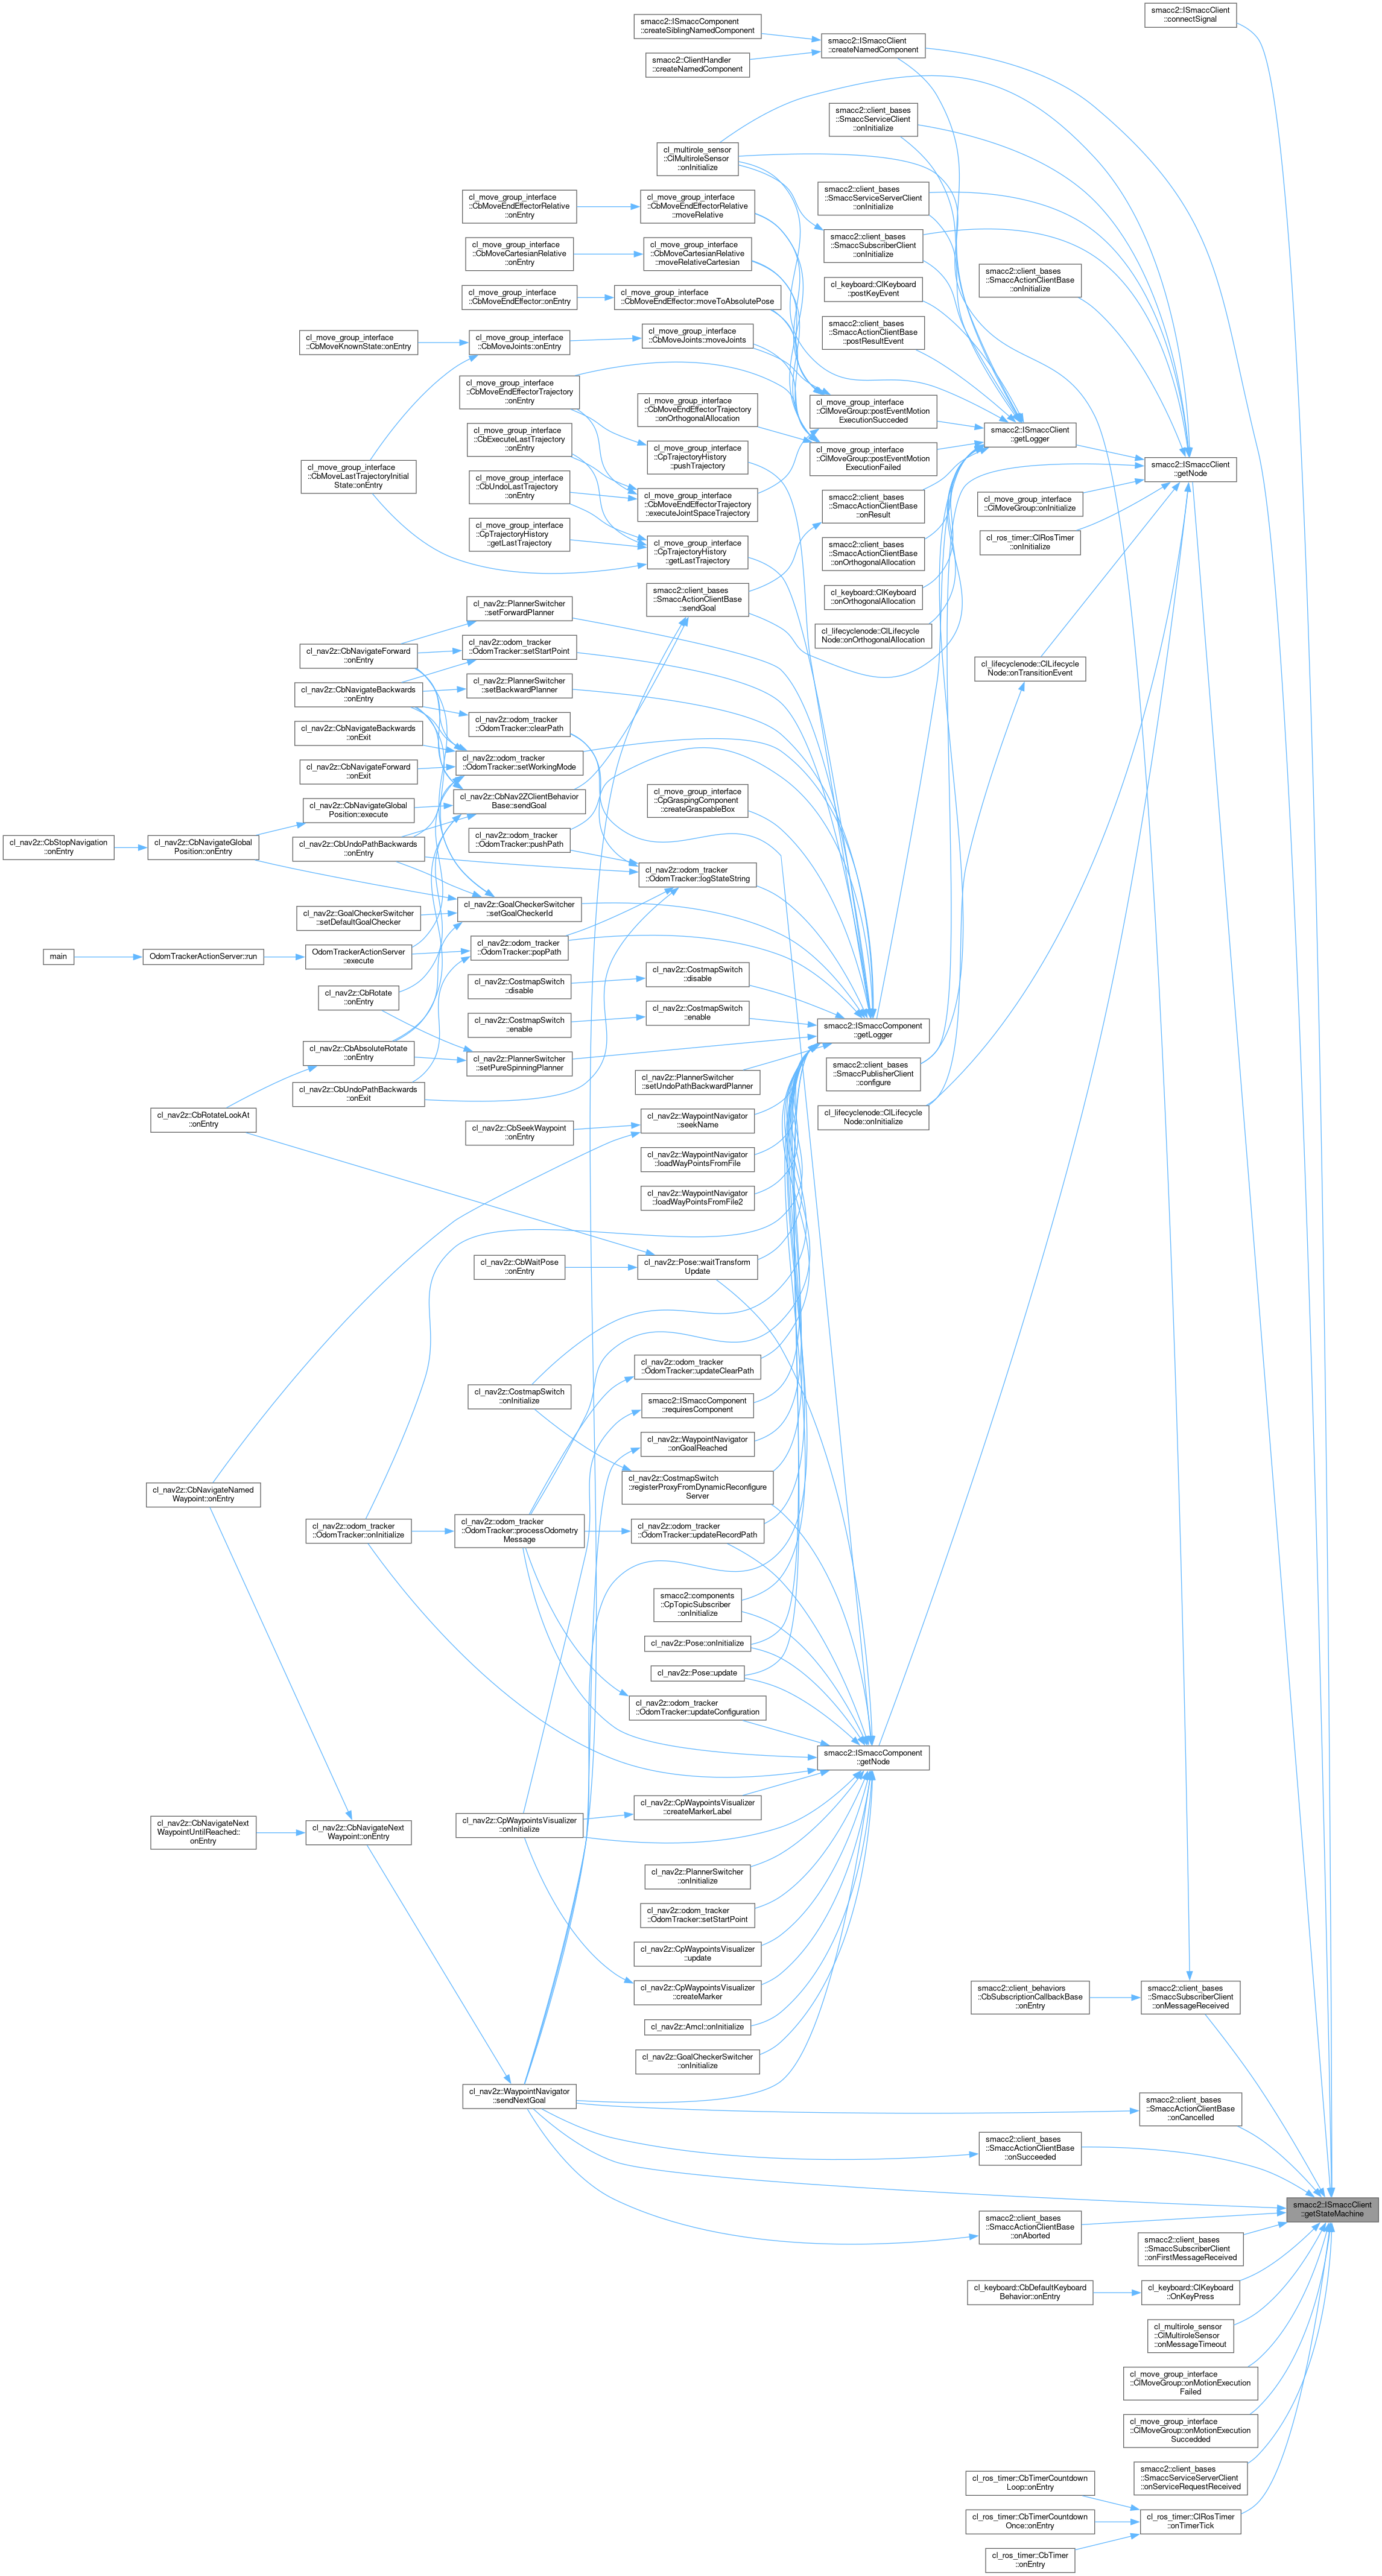 smacc2::ISmaccClient
::connectSignal
smacc2::ISmaccComponent
::createSiblingNamedComponent
smacc2::ISmaccClient
::createNamedComponent
smacc2::ClientHandler
::createNamedComponent
smacc2::client_bases
::SmaccServiceClient
::onInitialize
cl_multirole_sensor
::ClMultiroleSensor
::onInitialize
smacc2::client_bases
::SmaccServiceServerClient
::onInitialize
cl_move_group_interface
::CbMoveEndEffectorRelative
::onEntry
cl_move_group_interface
::CbMoveEndEffectorRelative
::moveRelative
smacc2::client_bases
::SmaccSubscriberClient
::onInitialize
cl_move_group_interface
::CbMoveCartesianRelative
::onEntry
cl_move_group_interface
::CbMoveCartesianRelative
::moveRelativeCartesian
smacc2::client_bases
::SmaccActionClientBase
::onInitialize
cl_keyboard::ClKeyboard
::postKeyEvent
cl_move_group_interface
::CbMoveEndEffector::onEntry
cl_move_group_interface
::CbMoveEndEffector::moveToAbsolutePose
smacc2::client_bases
::SmaccActionClientBase
::postResultEvent
cl_move_group_interface
::CbMoveKnownState::onEntry
cl_move_group_interface
::CbMoveJoints::onEntry
cl_move_group_interface
::CbMoveJoints::moveJoints
cl_move_group_interface
::CbMoveEndEffectorTrajectory
::onEntry
cl_move_group_interface
::CbMoveEndEffectorTrajectory
::onOrthogonalAllocation
cl_move_group_interface
::ClMoveGroup::postEventMotion
ExecutionSucceded
smacc2::ISmaccClient
::getLogger
cl_move_group_interface
::CbExecuteLastTrajectory
::onEntry
cl_move_group_interface
::CpTrajectoryHistory
::pushTrajectory
cl_move_group_interface
::ClMoveGroup::postEventMotion
ExecutionFailed
smacc2::ISmaccClient
::getNode
cl_move_group_interface
::CbMoveLastTrajectoryInitial
State::onEntry
cl_move_group_interface
::CbUndoLastTrajectory
::onEntry
cl_move_group_interface
::CbMoveEndEffectorTrajectory
::executeJointSpaceTrajectory
smacc2::client_bases
::SmaccActionClientBase
::onResult
cl_move_group_interface
::ClMoveGroup::onInitialize
cl_move_group_interface
::CpTrajectoryHistory
::getLastTrajectory
cl_move_group_interface
::CpTrajectoryHistory
::getLastTrajectory
smacc2::client_bases
::SmaccActionClientBase
::onOrthogonalAllocation
cl_ros_timer::ClRosTimer
::onInitialize
smacc2::client_bases
::SmaccActionClientBase
::sendGoal
cl_keyboard::ClKeyboard
::onOrthogonalAllocation
cl_nav2z::PlannerSwitcher
::setForwardPlanner
cl_lifecyclenode::ClLifecycle
Node::onOrthogonalAllocation
cl_nav2z::CbNavigateForward
::onEntry
cl_nav2z::odom_tracker
::OdomTracker::setStartPoint
cl_lifecyclenode::ClLifecycle
Node::onTransitionEvent
cl_nav2z::CbNavigateBackwards
::onEntry
cl_nav2z::PlannerSwitcher
::setBackwardPlanner
cl_nav2z::CbNavigateBackwards
::onExit
cl_nav2z::odom_tracker
::OdomTracker::clearPath
cl_nav2z::CbNavigateForward
::onExit
cl_nav2z::odom_tracker
::OdomTracker::setWorkingMode
cl_nav2z::CbNavigateGlobal
Position::execute
cl_nav2z::CbNav2ZClientBehavior
Base::sendGoal
cl_move_group_interface
::CpGraspingComponent
::createGraspableBox
cl_nav2z::CbStopNavigation
::onEntry
cl_nav2z::CbNavigateGlobal
Position::onEntry
cl_nav2z::CbUndoPathBackwards
::onEntry
cl_nav2z::odom_tracker
::OdomTracker::pushPath
cl_nav2z::odom_tracker
::OdomTracker::logStateString
cl_nav2z::GoalCheckerSwitcher
::setDefaultGoalChecker
cl_nav2z::GoalCheckerSwitcher
::setGoalCheckerId
main
OdomTrackerActionServer::run
OdomTrackerActionServer
::execute
cl_nav2z::odom_tracker
::OdomTracker::popPath
cl_nav2z::CbRotate
::onEntry
cl_nav2z::CostmapSwitch
::disable
cl_nav2z::CostmapSwitch
::disable
cl_nav2z::CostmapSwitch
::enable
cl_nav2z::CostmapSwitch
::enable
smacc2::ISmaccComponent
::getLogger
cl_nav2z::CbAbsoluteRotate
::onEntry
cl_nav2z::PlannerSwitcher
::setPureSpinningPlanner
cl_nav2z::PlannerSwitcher
::setUndoPathBackwardPlanner
smacc2::client_bases
::SmaccPublisherClient
::configure
cl_nav2z::CbUndoPathBackwards
::onExit
cl_nav2z::CbRotateLookAt
::onEntry
cl_nav2z::CbSeekWaypoint
::onEntry
cl_nav2z::WaypointNavigator
::seekName
cl_lifecyclenode::ClLifecycle
Node::onInitialize
cl_nav2z::WaypointNavigator
::loadWayPointsFromFile
cl_nav2z::WaypointNavigator
::loadWayPointsFromFile2
cl_nav2z::CbWaitPose
::onEntry
cl_nav2z::Pose::waitTransform
Update
cl_nav2z::odom_tracker
::OdomTracker::updateClearPath
cl_nav2z::CostmapSwitch
::onInitialize
smacc2::ISmaccComponent
::requiresComponent
cl_nav2z::WaypointNavigator
::onGoalReached
cl_nav2z::CbNavigateNamed
Waypoint::onEntry
cl_nav2z::CostmapSwitch
::registerProxyFromDynamicReconfigure
Server
cl_nav2z::odom_tracker
::OdomTracker::onInitialize
cl_nav2z::odom_tracker
::OdomTracker::processOdometry
Message
cl_nav2z::odom_tracker
::OdomTracker::updateRecordPath
smacc2::components
::CpTopicSubscriber
::onInitialize
cl_nav2z::Pose::onInitialize
cl_nav2z::Pose::update
cl_nav2z::odom_tracker
::OdomTracker::updateConfiguration
smacc2::ISmaccComponent
::getNode
cl_nav2z::CbNavigateNext
WaypointUntilReached::
onEntry
cl_nav2z::CbNavigateNext
Waypoint::onEntry
cl_nav2z::CpWaypointsVisualizer
::onInitialize
cl_nav2z::CpWaypointsVisualizer
::createMarkerLabel
cl_nav2z::PlannerSwitcher
::onInitialize
cl_nav2z::odom_tracker
::OdomTracker::setStartPoint
cl_nav2z::CpWaypointsVisualizer
::update
cl_nav2z::CpWaypointsVisualizer
::createMarker
smacc2::client_behaviors
::CbSubscriptionCallbackBase
::onEntry
smacc2::client_bases
::SmaccSubscriberClient
::onMessageReceived
cl_nav2z::Amcl::onInitialize
cl_nav2z::GoalCheckerSwitcher
::onInitialize
cl_nav2z::WaypointNavigator
::sendNextGoal
smacc2::client_bases
::SmaccActionClientBase
::onCancelled
smacc2::client_bases
::SmaccActionClientBase
::onSucceeded
smacc2::ISmaccClient
::getStateMachine
smacc2::client_bases
::SmaccActionClientBase
::onAborted
smacc2::client_bases
::SmaccSubscriberClient
::onFirstMessageReceived
cl_keyboard::CbDefaultKeyboard
Behavior::onEntry
cl_keyboard::ClKeyboard
::OnKeyPress
cl_multirole_sensor
::ClMultiroleSensor
::onMessageTimeout
cl_move_group_interface
::ClMoveGroup::onMotionExecution
Failed
cl_move_group_interface
::ClMoveGroup::onMotionExecution
Succedded
smacc2::client_bases
::SmaccServiceServerClient
::onServiceRequestReceived
cl_ros_timer::CbTimerCountdown
Loop::onEntry
cl_ros_timer::CbTimerCountdown
Once::onEntry
cl_ros_timer::ClRosTimer
::onTimerTick
cl_ros_timer::CbTimer
::onEntry